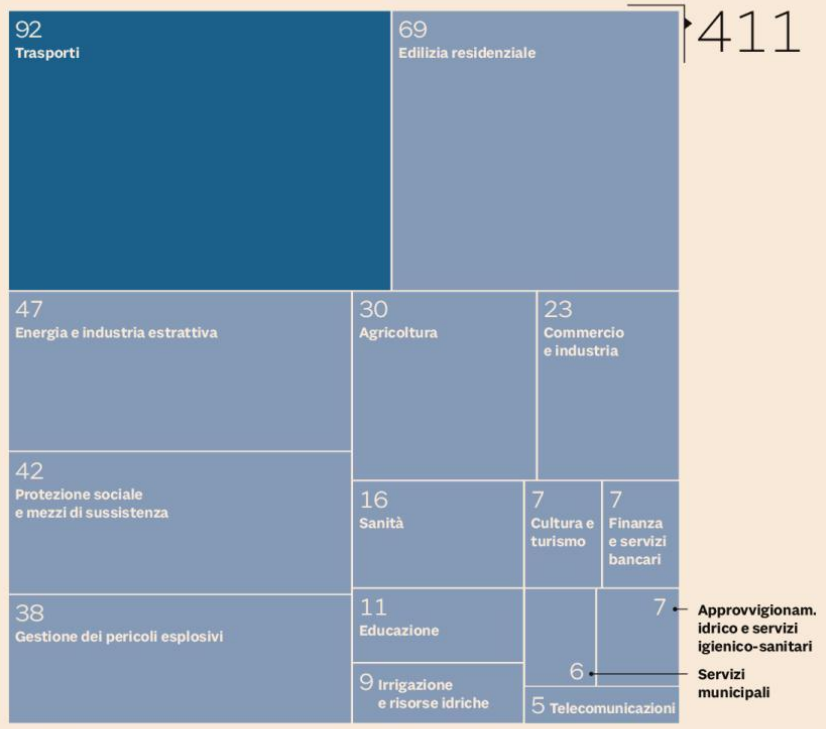 92
Trasporti
69
Edilizia residenziale
411
47
Energia e industria estrattiva
30
Agricoltura
23
Commercio
e industria
42
Protezione sociale
e mezzi di sussistenza
16
Sanità
7
Cultura e
turismo
7
Finanza
e servizi
bancari
38
Gestione dei pericoli esplosivi
11
Educazione
7
Approvvigionam.
idrico e servizi
igienico-sanitari
6
Servizi
municipali
9 Irrigazione
e risorse idriche
5 Telecomunicazioni